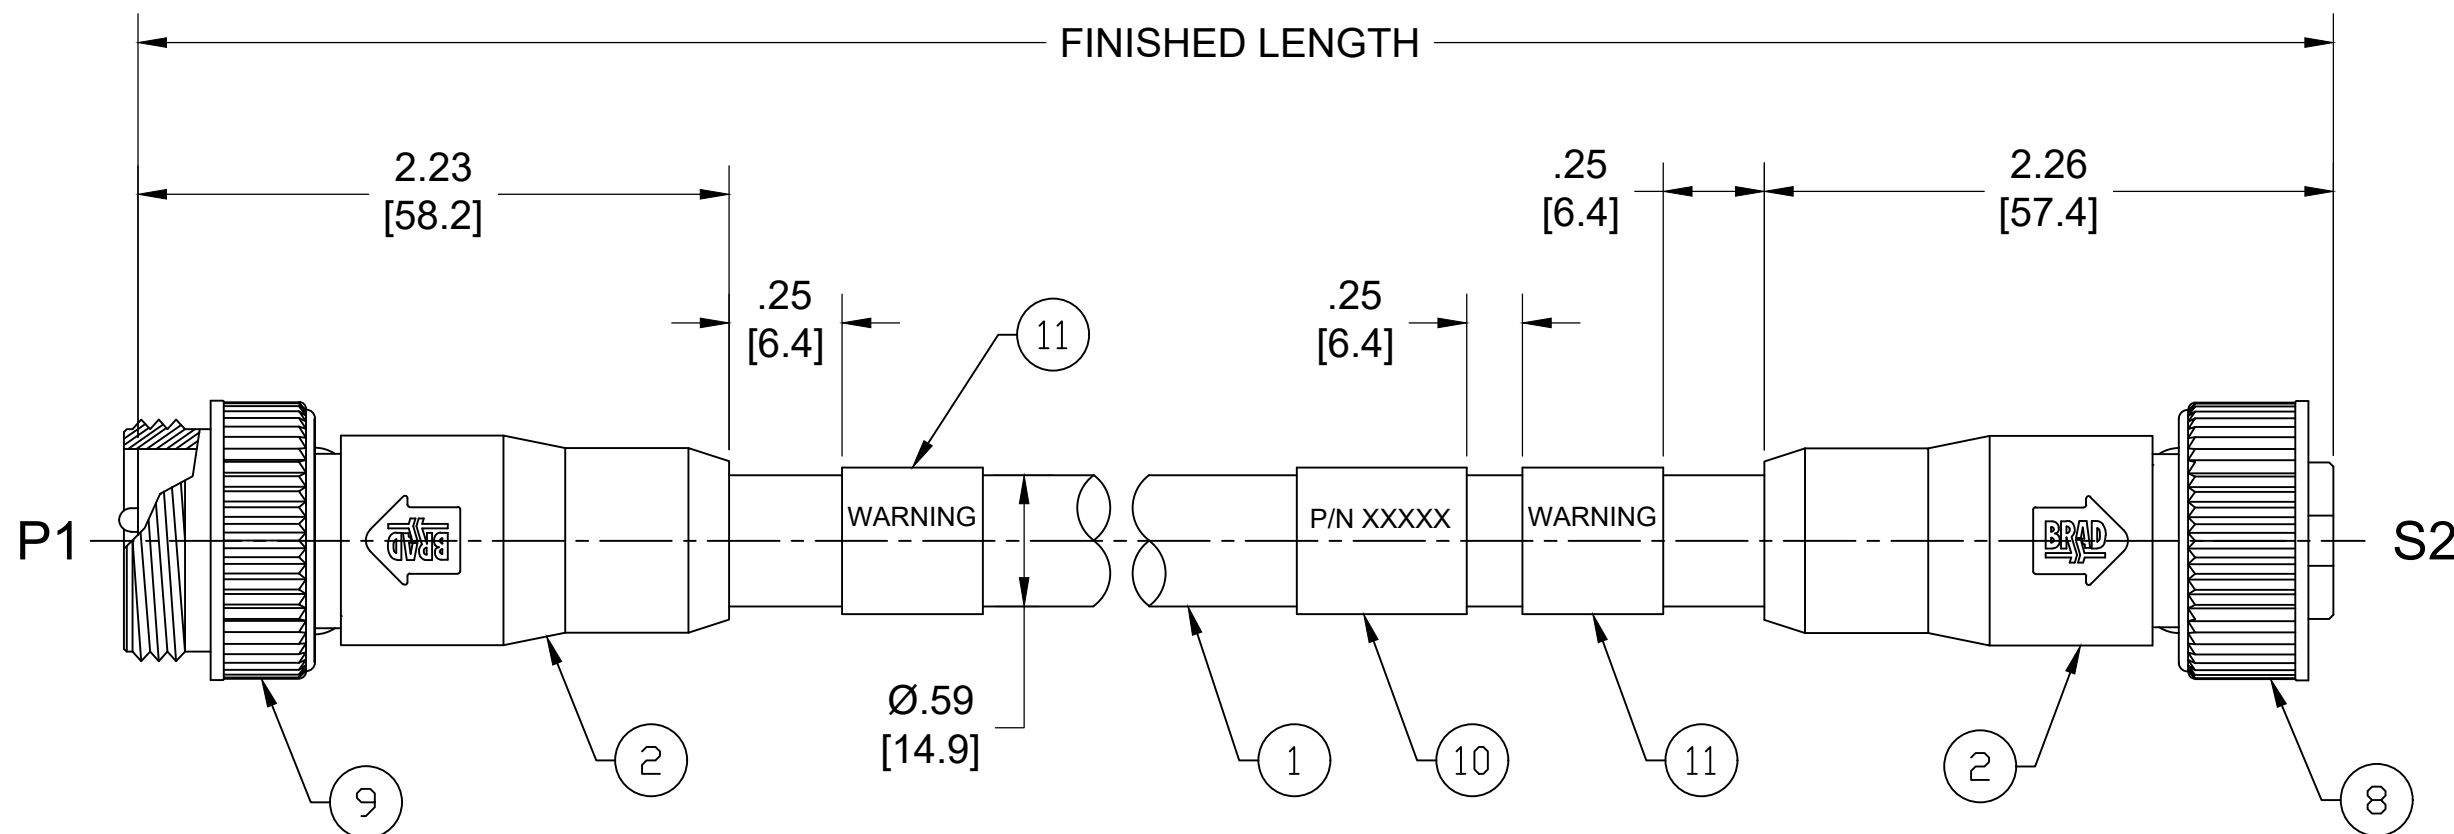 FINISHED LENGTH
2.23
[58.2]
.25
[6.4]
2.26
[57.4]
.25
[6.4]
11
.25
[6.4]
P1
BRAD
WARNING
P/N XXXXX
WARNING
BRAD
S2
Ø.59
[14.9]
9
2
1
10
11
2
8